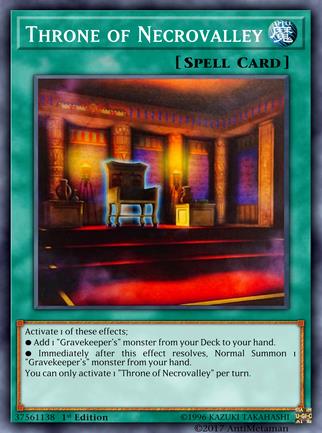 Throne of Necrovalley
[Spell Card]
Activate 1 of these effects;
● Add 1 "Gravekeeper's" monster from your Deck to your hand.
● Immediately after this effect resolves, Normal Summon 1
"Gravekeeper's" monster from your hand.
You can only activate 1 "Throne of Necrovalley" per turn.
37561138 1st Edition ©1996 KAZUKI TAKAHASHI
©2017 AntiMetaman